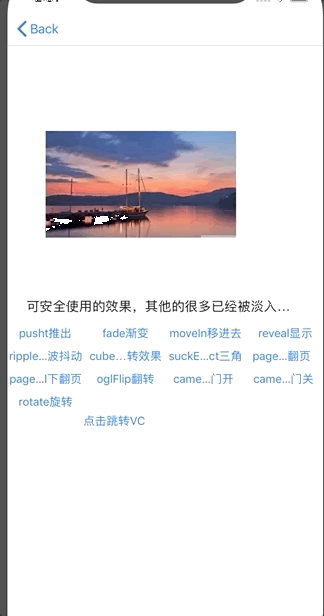 Back
可安全使用的效果，其他的很多已经被淡入...
pusht推出 fade渐变 moveIn移进去 reveal显示
ripple...波抖动 cube...转效果 suckE...ct三角 page...翻页
page...l下翻页 oglFlip翻转 came...门开 came...门关
rotate旋转
点击跳转VC